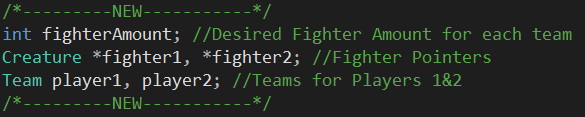 /*---------NEW-----------*/
int fighterAmount; //Desired Fighter Amount for each team
Creature *fighter1, *fighter2; //Fighter Pointers
Team player1, player2; //Teams for Players 1&2
/*---------NEW-----------*/